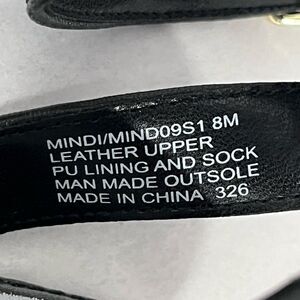 MINDI/MIND09S1 8M
LEATHER UPPER
PU LINING AND SOCK
MAN MADE OUTSOLE
MADE IN CHINA 326